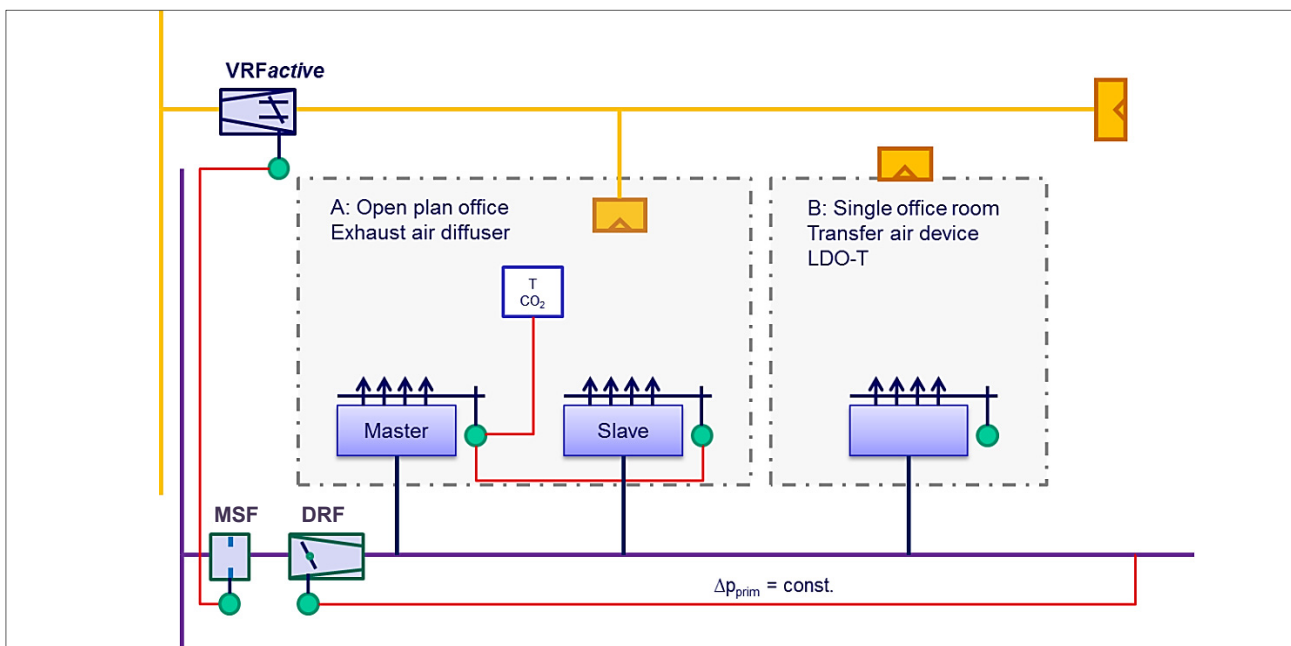 VRFactive
A: Open plan office
Exhaust air diffuser
B: Single office room
Transfer air device
LDO-T
T
CO₂
Master
Slave
MSF
DRF
Δp_prim = const.